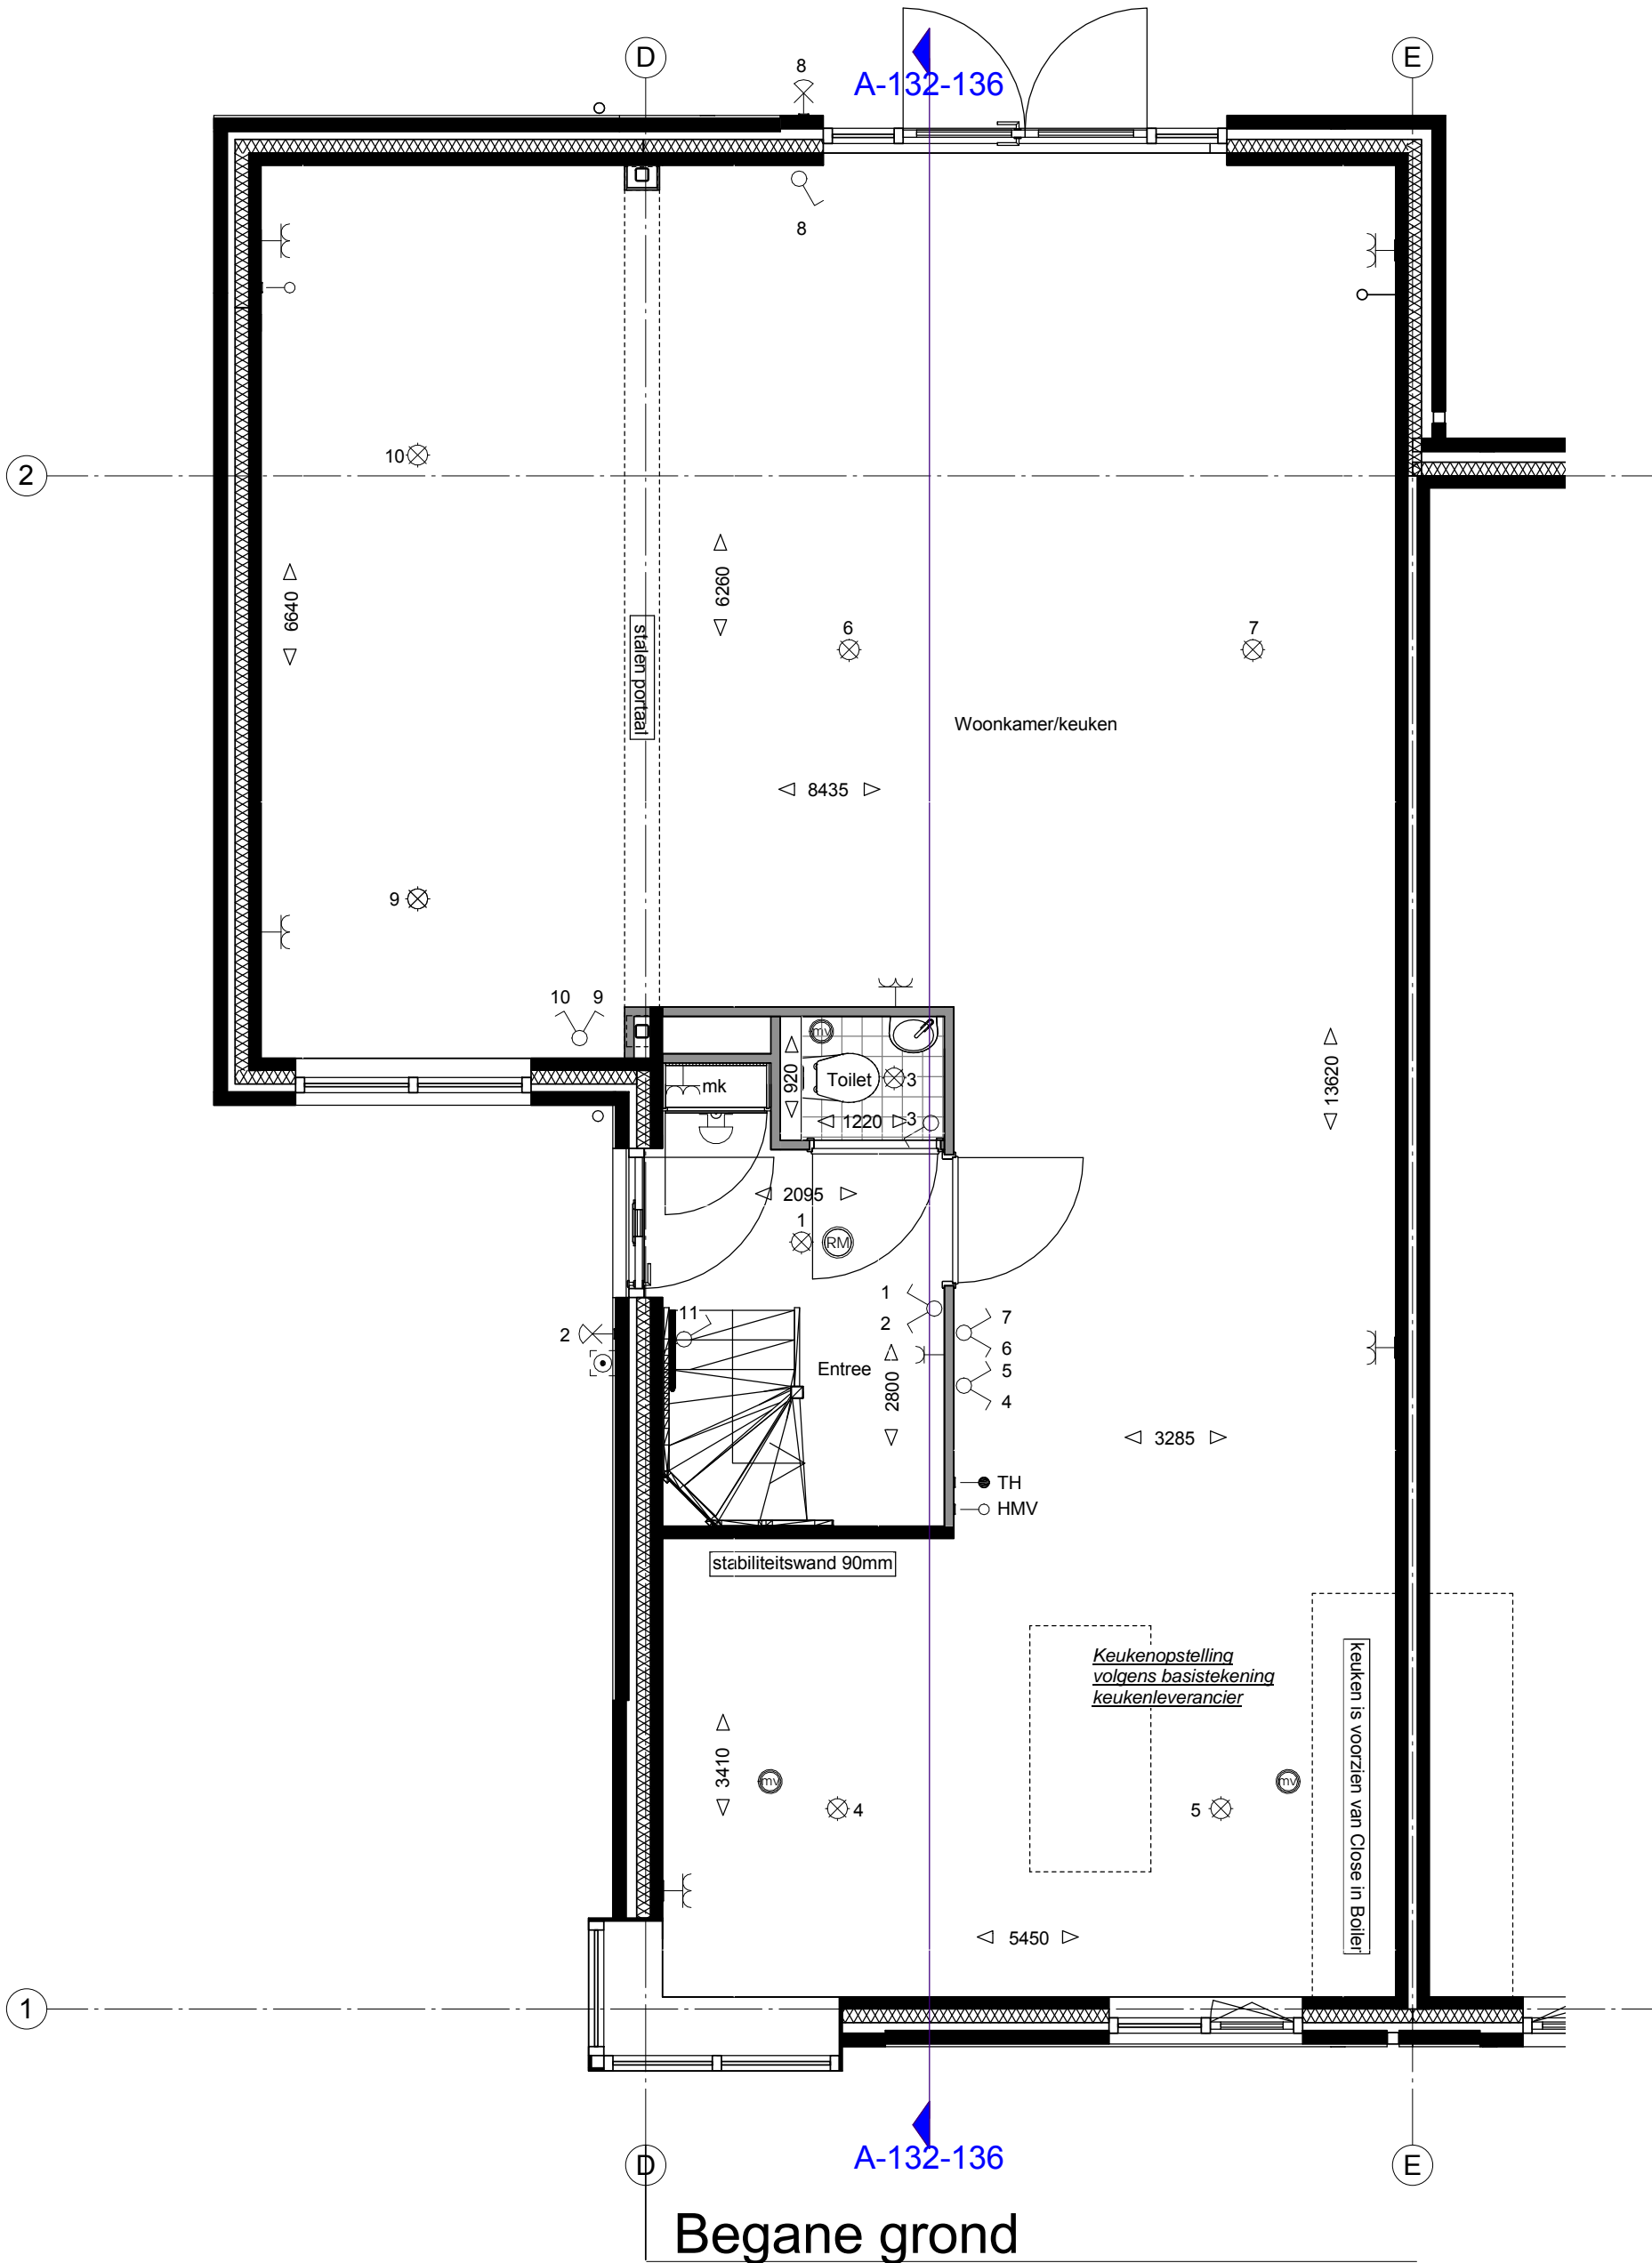 D
E
8
A-132-136
8
10
2
6640
6260
stalen portaal
6
7
Woonkamer/keuken
8435
9
10 9
mv
920
Toilet
3
mk
1220
3
13620
2095
1
RM
1
2
11
2
7
6
5
4
Entree
2800
3285
TH
HMV
stabiliteitswand 90mm
Keukenopstelling
volgens basistekening
keukenleverancier
keuken is voorzien van Close in Boiler
3410
mv
mv
4
5
5450
1
A-132-136
D
E
Begane grond